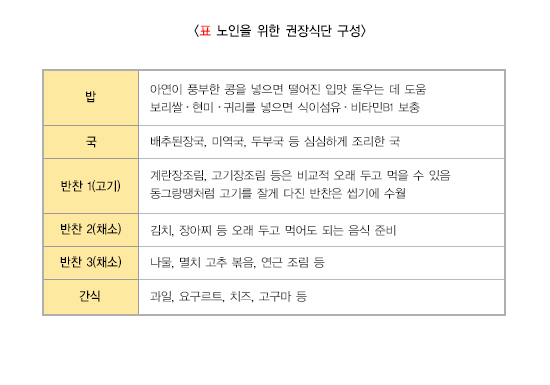 <표 노인을 위한 권장식단 구성>
밥
아연이 풍부한 콩을 넣으면 떨어진 입맛 돋우는 데 도움
보리쌀·현미·귀리를 넣으면 식이섬유·비타민B1 보충
국
배추된장국, 미역국, 두부국 등 심심하게 조리한 국
반찬 1(고기)
계란장조림, 고기장조림 등은 비교적 오래 두고 먹을 수 있음
동그랑땡처럼 고기를 잘게 다진 반찬은 씹기에 수월
반찬 2(채소)
김치, 장아찌 등 오래 두고 먹어도 되는 음식 준비
반찬 3(채소)
나물, 멸치 고추 볶음, 연근 조림 등
간식
과일, 요구르트, 치즈, 고구마 등